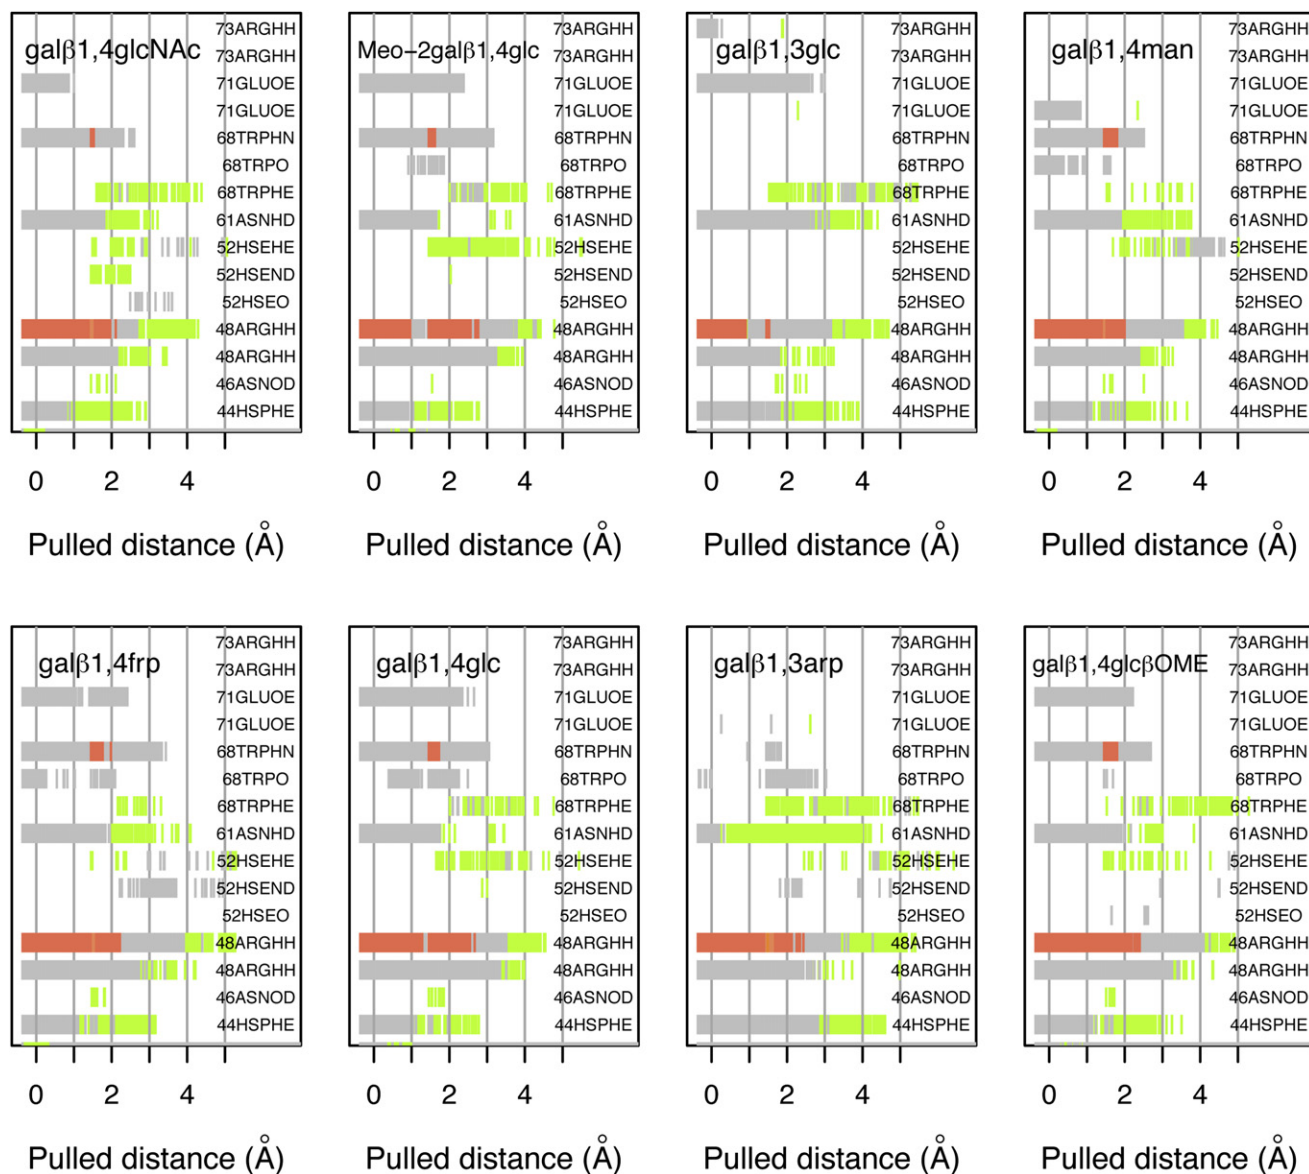 galβ1,4glcNAc
73ARGHH
73ARGHH
71GLUOE
71GLUOE
68TRPHN
68TRPO
68TRPHE
61ASNHD
52HSEHE
52HSEND
52HSEO
48ARGHH
48ARGHH
46ASNOD
44HSPHE
0 2 4
Pulled distance (Å)
Meo−2galβ1,4glc
73ARGHH
73ARGHH
71GLUOE
71GLUOE
68TRPHN
68TRPO
68TRPHE
61ASNHD
52HSEHE
52HSEND
52HSEO
48ARGHH
48ARGHH
46ASNOD
44HSPHE
0 2 4
Pulled distance (Å)
galβ1,3glc
73ARGHH
73ARGHH
71GLUOE
71GLUOE
68TRPHN
68TRPO
68TRPHE
61ASNHD
52HSEHE
52HSEND
52HSEO
48ARGHH
48ARGHH
46ASNOD
44HSPHE
0 2 4
Pulled distance (Å)
galβ1,4man
73ARGHH
73ARGHH
71GLUOE
71GLUOE
68TRPHN
68TRPO
68TRPHE
61ASNHD
52HSEHE
52HSEND
52HSEO
48ARGHH
48ARGHH
46ASNOD
44HSPHE
0 2 4
Pulled distance (Å)
galβ1,4frp
73ARGHH
73ARGHH
71GLUOE
71GLUOE
68TRPHN
68TRPO
68TRPHE
61ASNHD
52HSEHE
52HSEND
52HSEO
48ARGHH
48ARGHH
46ASNOD
44HSPHE
0 2 4
Pulled distance (Å)
galβ1,4glc
73ARGHH
73ARGHH
71GLUOE
71GLUOE
68TRPHN
68TRPO
68TRPHE
61ASNHD
52HSEHE
52HSEND
52HSEO
48ARGHH
48ARGHH
46ASNOD
44HSPHE
0 2 4
Pulled distance (Å)
galβ1,3arp
73ARGHH
73ARGHH
71GLUOE
71GLUOE
68TRPHN
68TRPO
68TRPHE
61ASNHD
52HSEHE
52HSEND
52HSEO
48ARGHH
48ARGHH
46ASNOD
44HSPHE
0 2 4
Pulled distance (Å)
galβ1,4glcβOME
73ARGHH
73ARGHH
71GLUOE
71GLUOE
68TRPHN
68TRPO
68TRPHE
61ASNHD
52HSEHE
52HSEND
52HSEO
48ARGHH
48ARGHH
46ASNOD
44HSPHE
0 2 4
Pulled distance (Å)